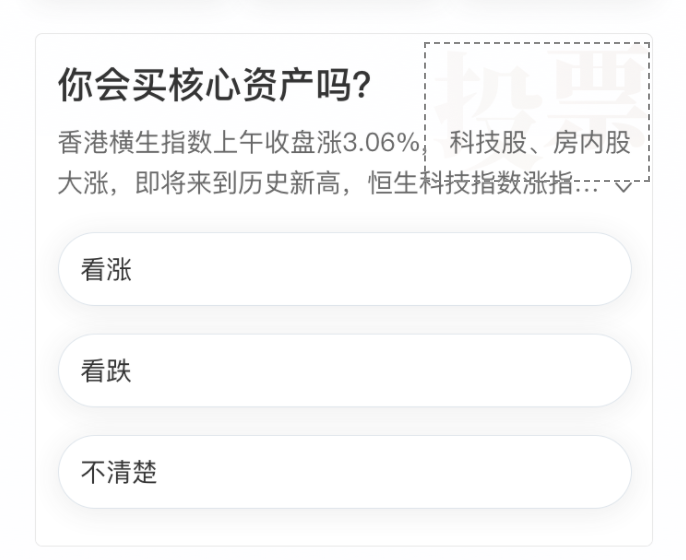 投票
你会买核心资产吗?
香港横生指数上午收盘涨3.06%, 科技股、房内股
大涨，即将来到历史新高，恒生科技指数涨指...
看涨
看跌
不清楚